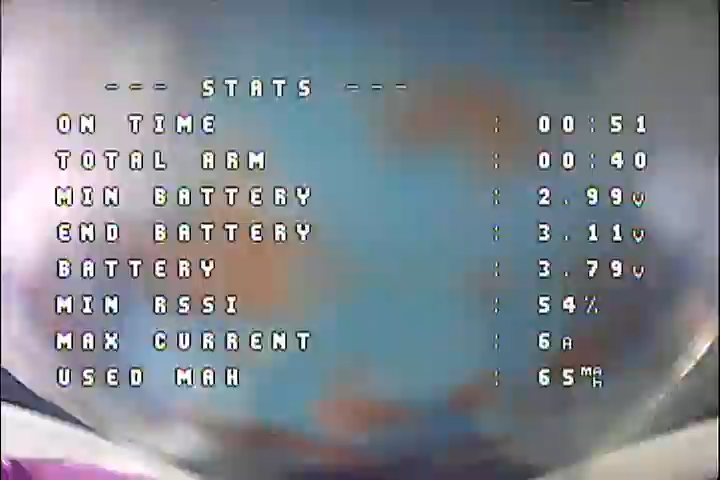 --- STATS ---
ON TIME : 00:51
TOTAL ARM : 00:40
MIN BATTERY : 2.99V
END BATTERY : 3.11V
BATTERY : 3.79V
MIN RSSI : 54%
MAX CURRENT : 6A
USED MAH : 65MAH